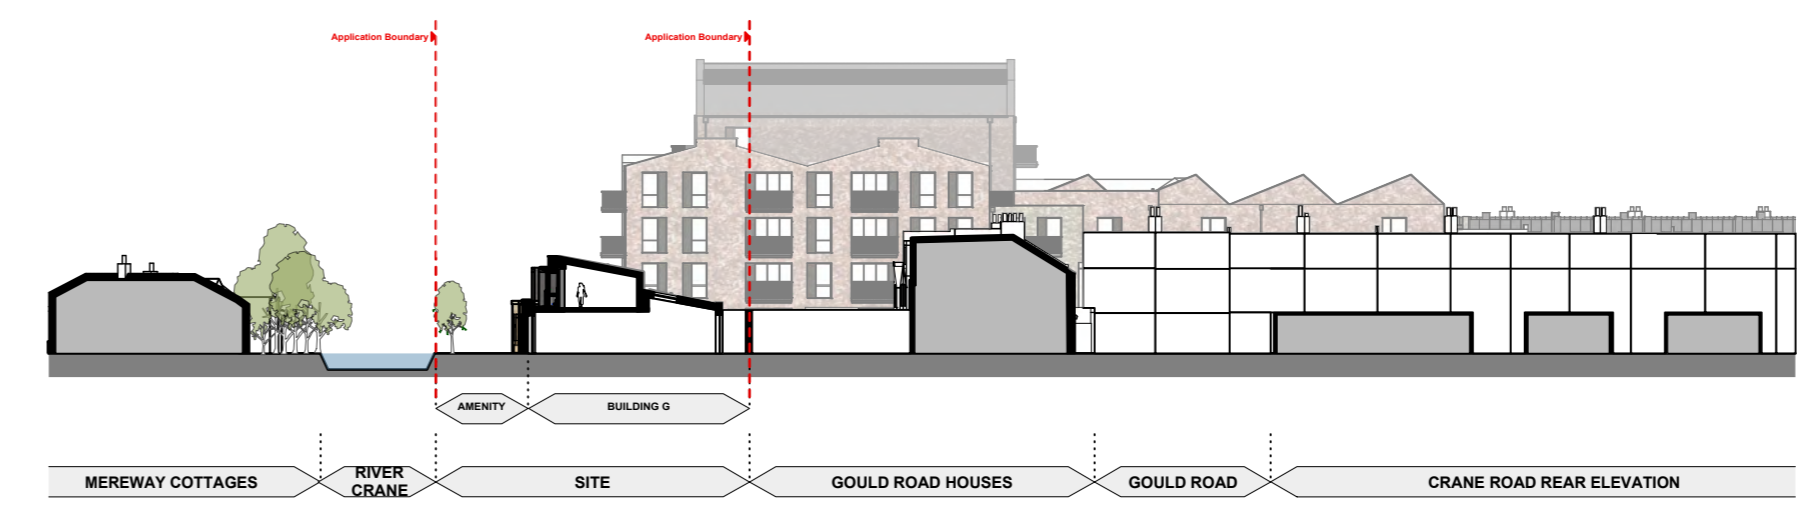 Application Boundary
Application Boundary
AMENITY
BUILDING G
MEREWAY COTTAGES
RIVER
CRANE
SITE
GOULD ROAD HOUSES
GOULD ROAD
CRANE ROAD REAR ELEVATION